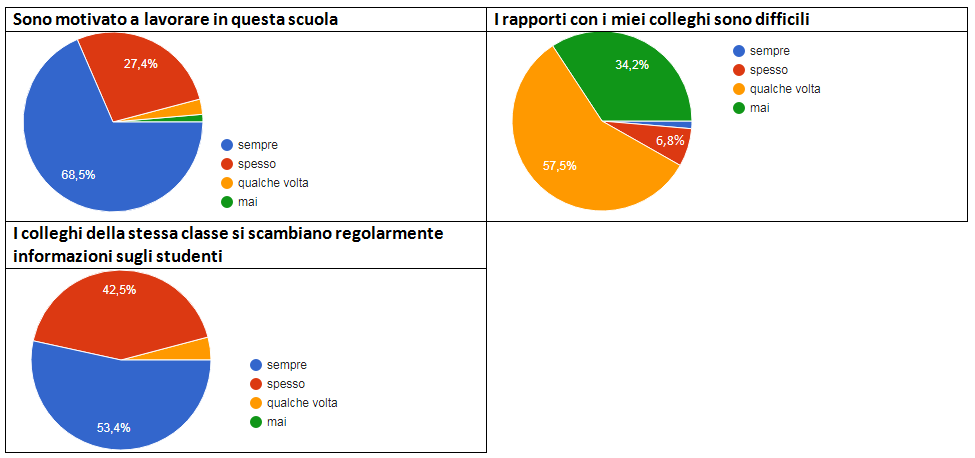 Sono motivato a lavorare in questa scuola
27,4%
68,5%
sempre
spesso
qualche volta
mai
I rapporti con i miei colleghi sono difficili
34,2%
6,8%
57,5%
sempre
spesso
qualche volta
mai
I colleghi della stessa classe si scambiano regolarmente
informazioni sugli studenti
42,5%
53,4%
sempre
spesso
qualche volta
mai